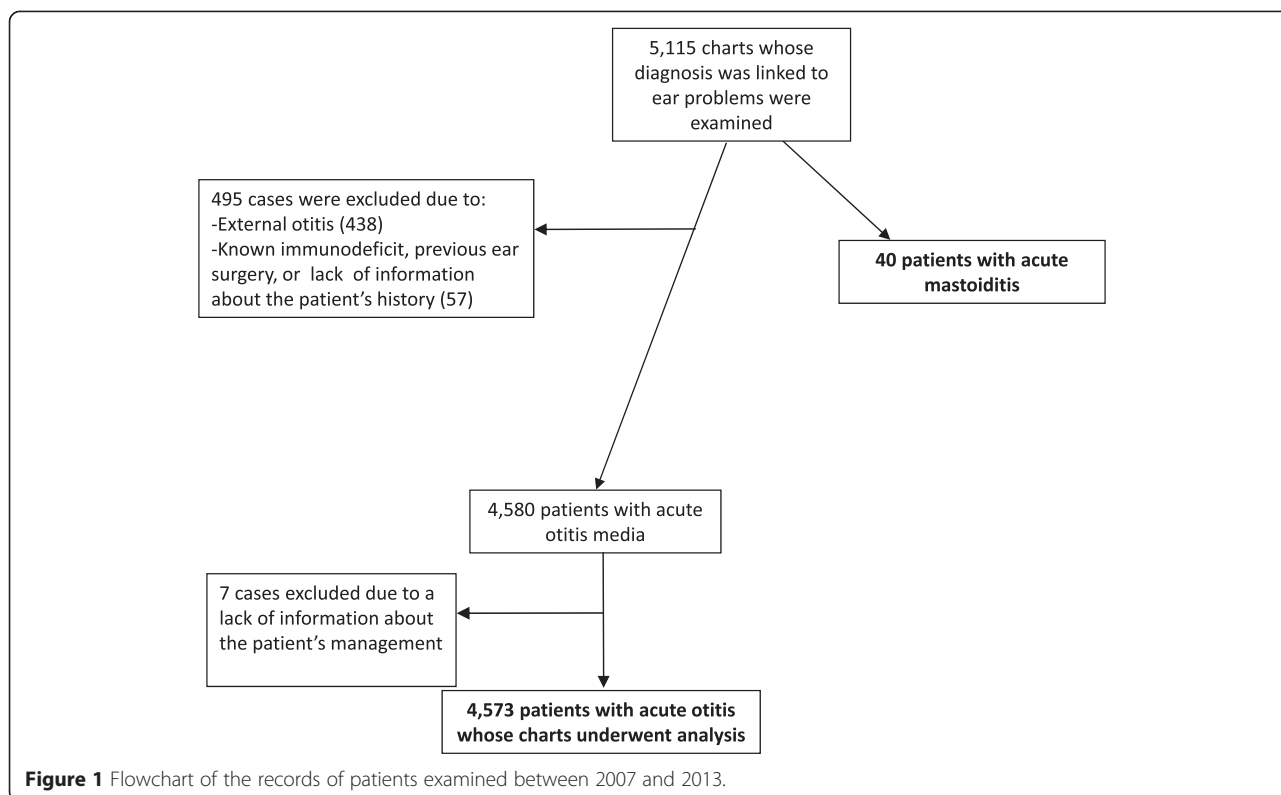 5,115 charts whose
diagnosis was linked to
ear problems were
examined
495 cases were excluded due to:
-External otitis (438)
-Known immunodeficit, previous ear
surgery, or lack of information
about the patient's history (57)
40 patients with acute
mastoiditis
4,580 patients with acute
otitis media
7 cases excluded due to a
lack of information about
the patient's management
4,573 patients with acute otitis
whose charts underwent analysis
Figure 1 Flowchart of the records of patients examined between 2007 and 2013.